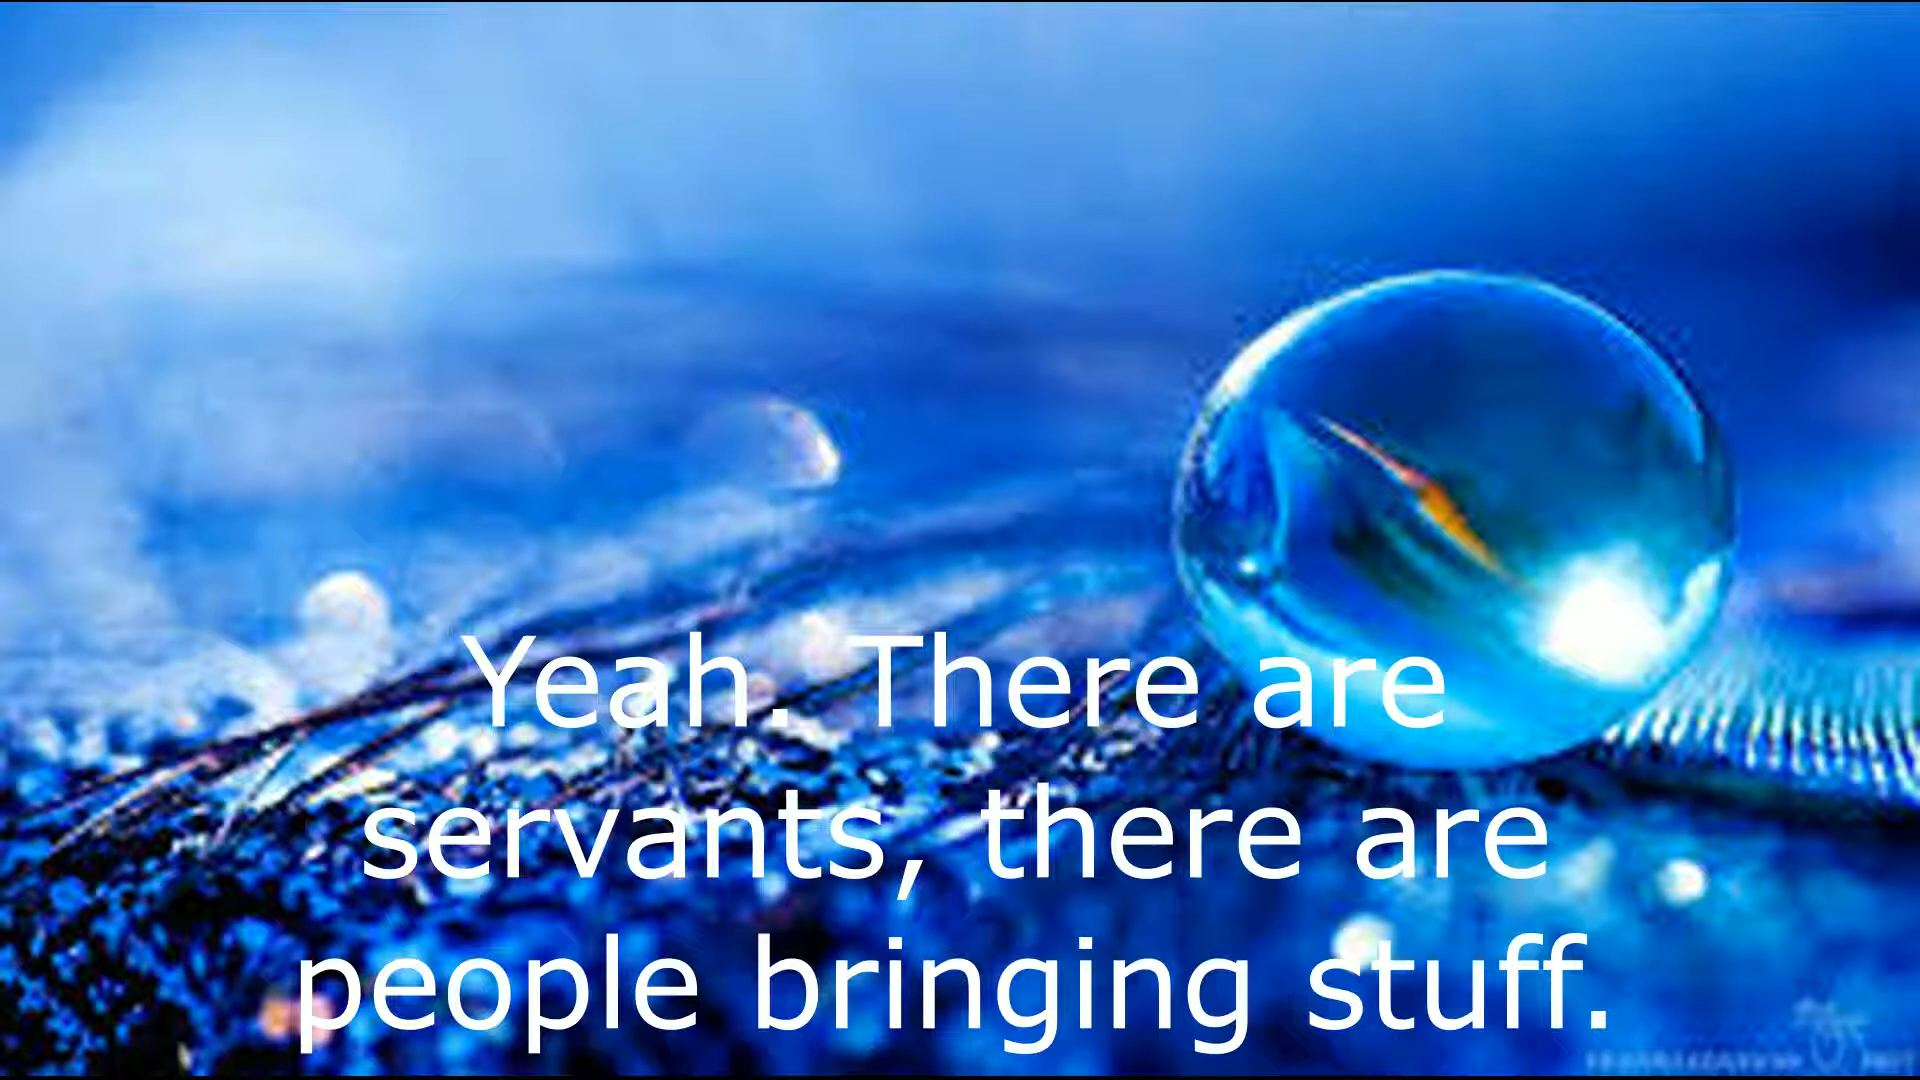 Yeah. There are
servants, there are
people bringing stuff.